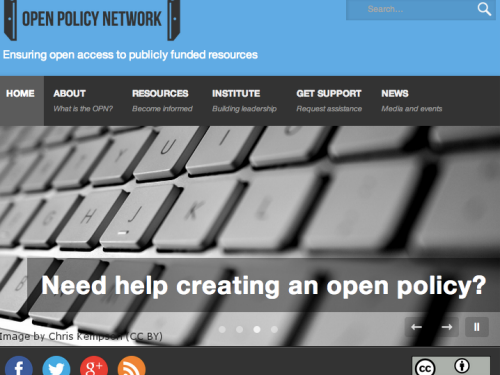 OPEN POLICY NETWORK
Search...
Ensuring open access to publicly funded resources
HOME ABOUT RESOURCES INSTITUTE GET SUPPORT NEWS
What is the OPN? Become informed Building leadership Request assistance Media and events
Y U I
G H J
Need help creating an open policy?
Image by Chris Kempson (CC BY)
f g+ cc